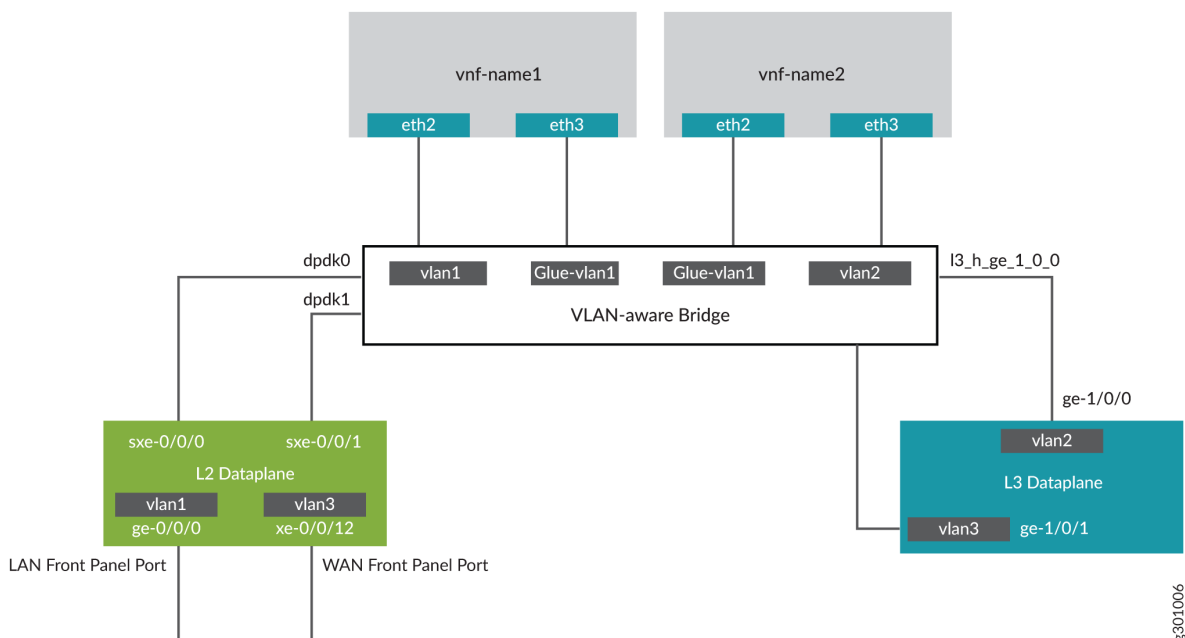 vnf-name1
vnf-name2
eth2
eth3
eth2
eth3
dpdk0
vlan1
Glue-vlan1
Glue-vlan1
vlan2
l3_h_ge_1_0_0
dpdk1
VLAN-aware Bridge
ge-1/0/0
sxe-0/0/0
sxe-0/0/1
vlan2
L2 Dataplane
L3 Dataplane
vlan1
vlan3
ge-0/0/0
xe-0/0/12
vlan3
ge-1/0/1
LAN Front Panel Port
WAN Front Panel Port
g301006